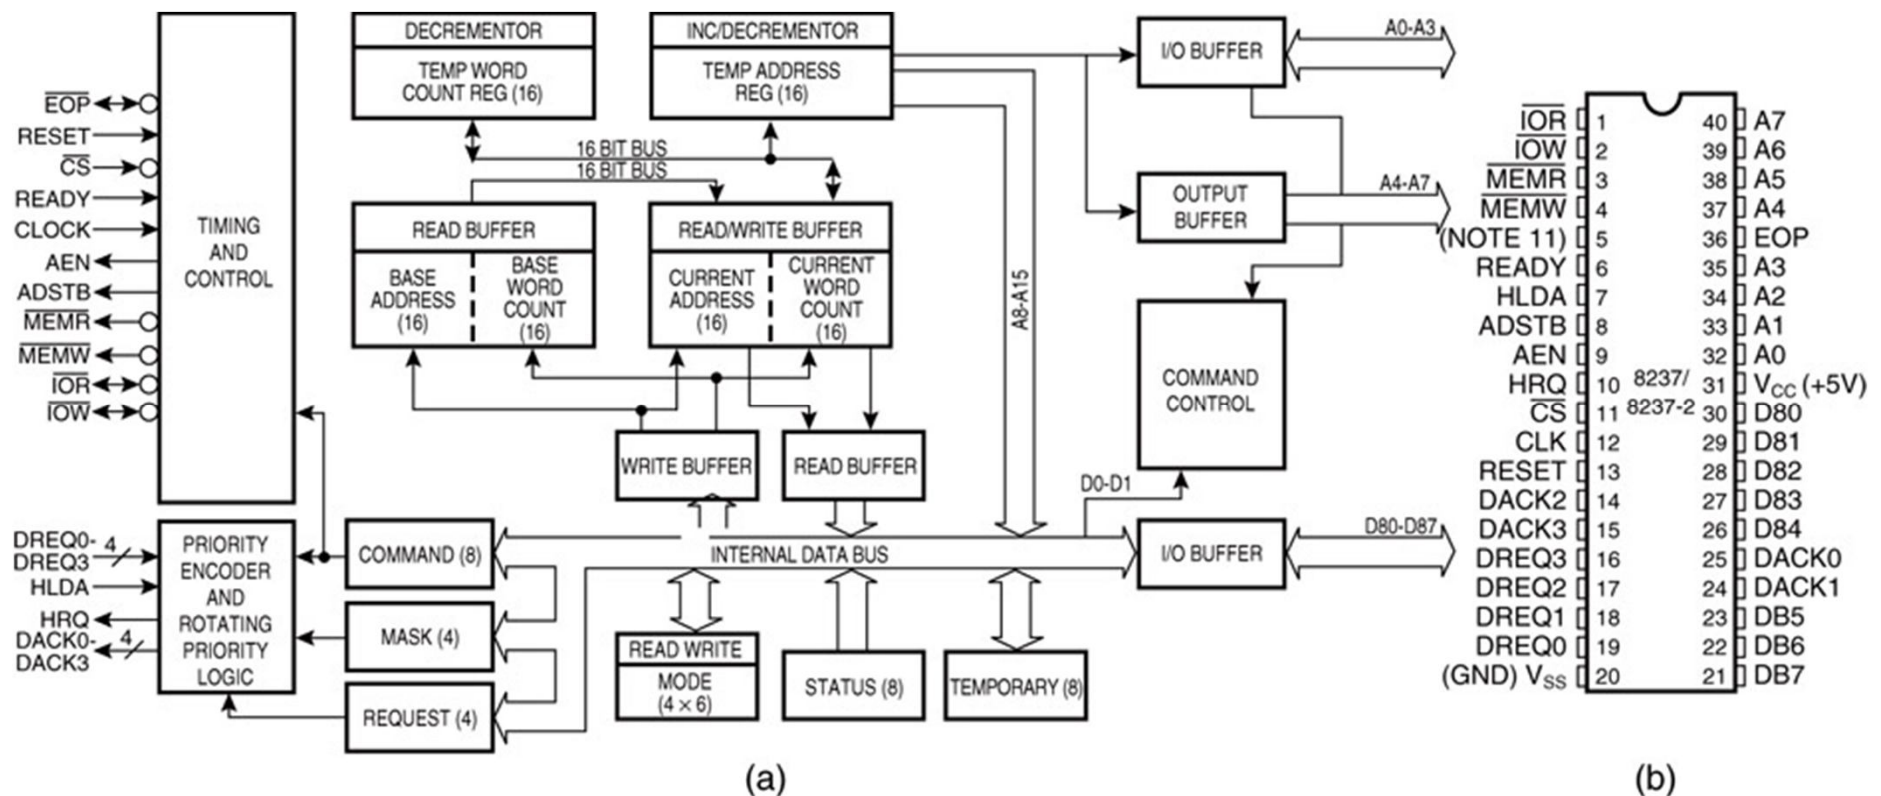 EOP
RESET
CS
READY
CLOCK
AEN
ADSTB
MEMR
MEMW
IOR
IOW
TIMING
AND
CONTROL
DREQ0-
DREQ3
4
HLDA
HRQ
DACK0-
DACK3
4
PRIORITY
ENCODER
AND
ROTATING
PRIORITY
LOGIC
DECREMENTOR
TEMP WORD
COUNT REG (16)
INC/DECREMENTOR
TEMP ADDRESS
REG (16)
16 BIT BUS
16 BIT BUS
READ BUFFER
BASE
ADDRESS
(16)
BASE
WORD
COUNT
(16)
READ/WRITE BUFFER
CURRENT
ADDRESS
(16)
CURRENT
WORD
COUNT
(16)
WRITE BUFFER
READ BUFFER
A8-A15
COMMAND (8)
MASK (4)
REQUEST (4)
INTERNAL DATA BUS
READ WRITE
MODE
(4 × 6)
STATUS (8)
TEMPORARY (8)
I/O BUFFER
A0-A3
OUTPUT
BUFFER
A4-A7
COMMAND
CONTROL
D0-D1
I/O BUFFER
D80-D87
(a)
IOR 1 40 A7
IOW 2 39 A6
MEMR 3 38 A5
MEMW 4 37 A4
(NOTE 11) 5 36 EOP
READY 6 35 A3
HLDA 7 34 A2
ADSTB 8 33 A1
AEN 9 32 A0
HRQ 10 8237/ 31 VCC (+5V)
CS 11 8237-2 30 D80
CLK 12 29 D81
RESET 13 28 D82
DACK2 14 27 D83
DACK3 15 26 D84
DREQ3 16 25 DACK0
DREQ2 17 24 DACK1
DREQ1 18 23 DB5
DREQ0 19 22 DB6
(GND) VSS 20 21 DB7
(b)